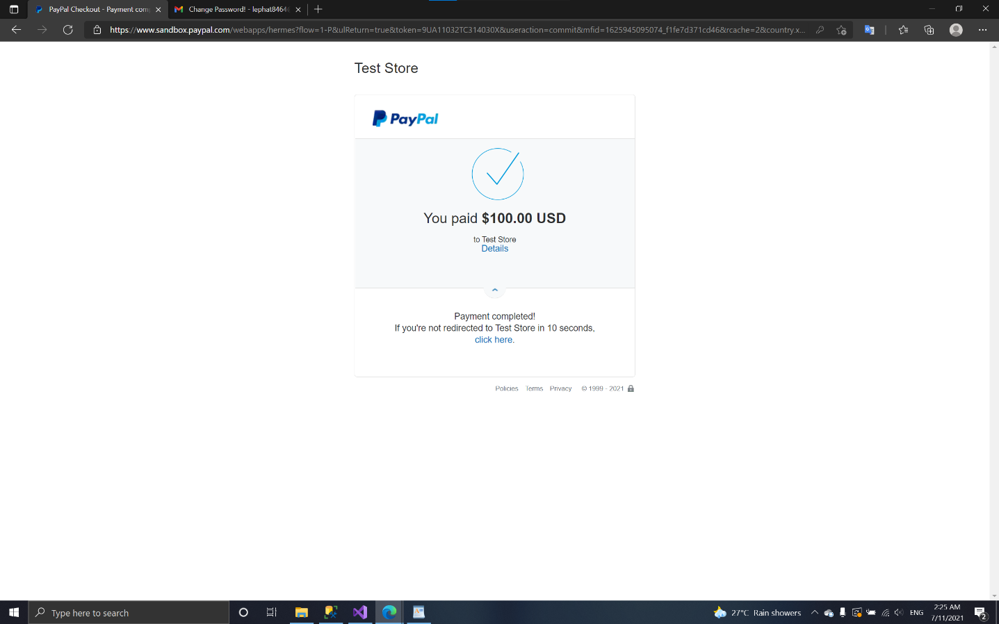 PayPal Checkout - Payment com
Change Password! - lephat8464
https://www.sandbox.paypal.com/webapps/hermes?flow=1-P&ulReturn=true&token=9UA11032TC314030X&useraction=commit&mfid=1625945095074_f1fe7d371cd46&rcache=2&country.x...
Test Store
PayPal
You paid $100.00 USD
to Test Store
Details
Payment completed!
If you're not redirected to Test Store in 10 seconds,
click here.
Policies Terms Privacy © 1999 - 2021
Type here to search
27°C Rain showers
ENG
2:25 AM
7/11/2021
2